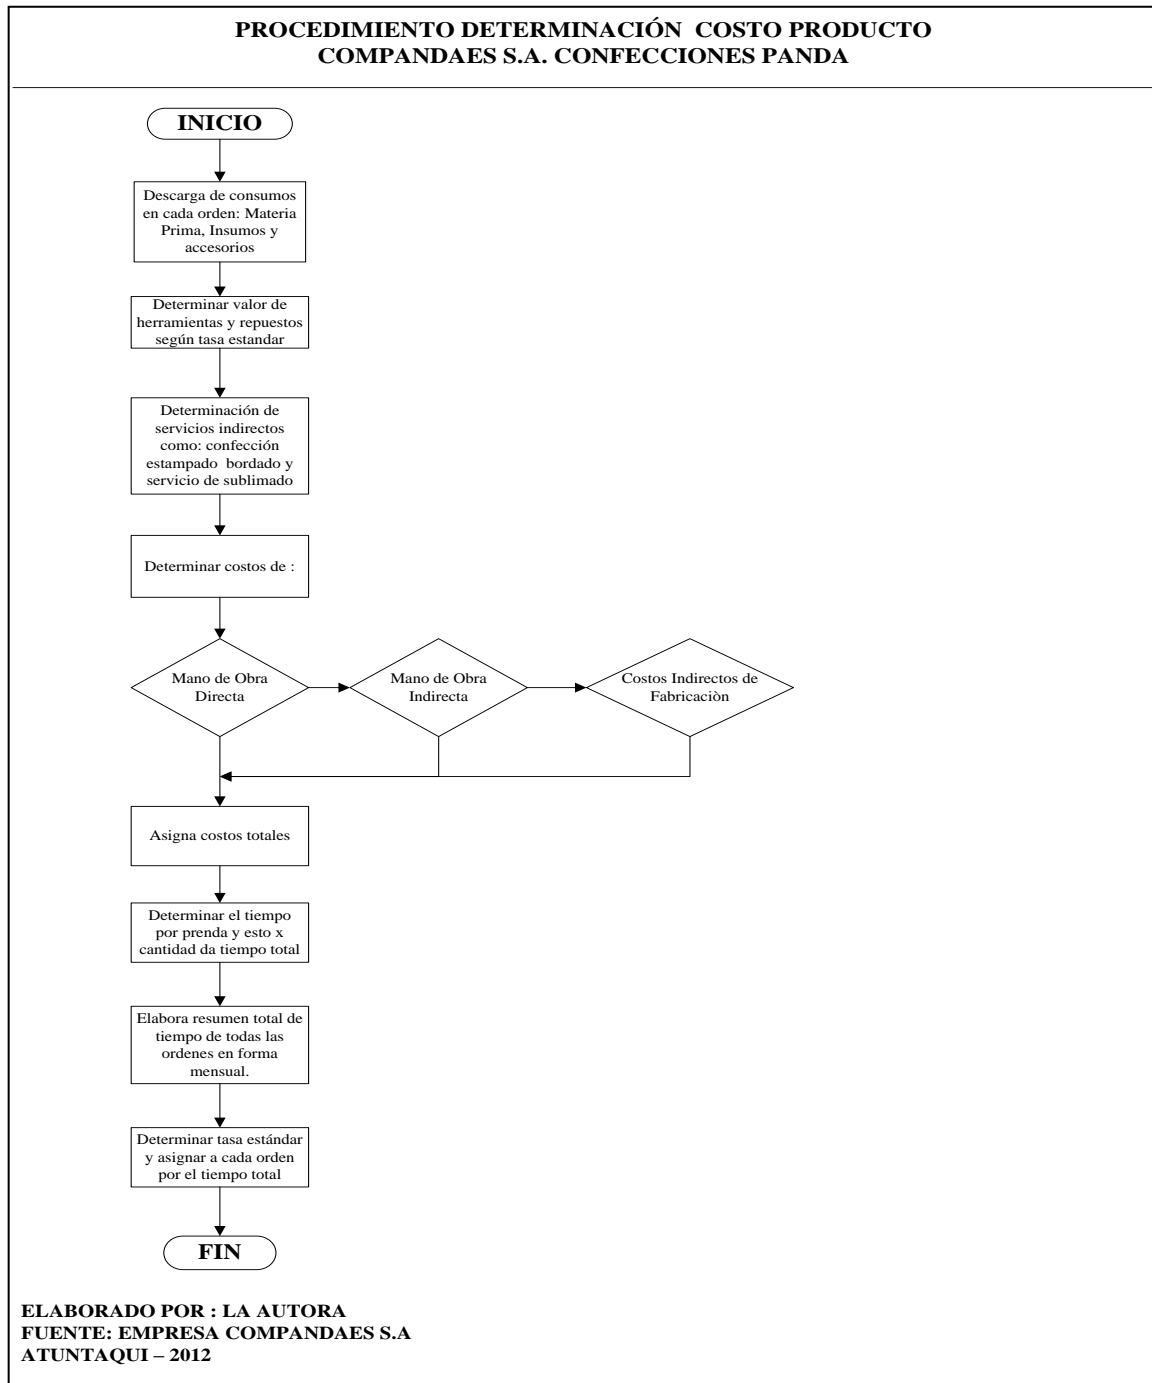 PROCEDIMIENTO DETERMINACIÓN  COSTO PRODUCTO
COMPANDAES S.A. CONFECCIONES PANDA
INICIO
Descarga de consumos
en cada orden: Materia
Prima, Insumos y
accesorios
Determinar valor de
herramientas y repuestos
según tasa estandar
Determinación de
servicios indirectos
como: confección
estampado  bordado y
servicio de sublimado
Determinar costos de :
Mano de Obra
Directa
Mano de Obra
Indirecta
Costos Indirectos de
Fabricaciòn
Asigna costos totales
Determinar el tiempo
por prenda y esto x
cantidad da tiempo total
Elabora resumen total de
tiempo de todas las
ordenes en forma
mensual.
Determinar tasa estándar
y asignar a cada orden
por el tiempo total
FIN
ELABORADO POR : LA AUTORA
FUENTE: EMPRESA COMPANDAES S.A
ATUNTAQUI – 2012